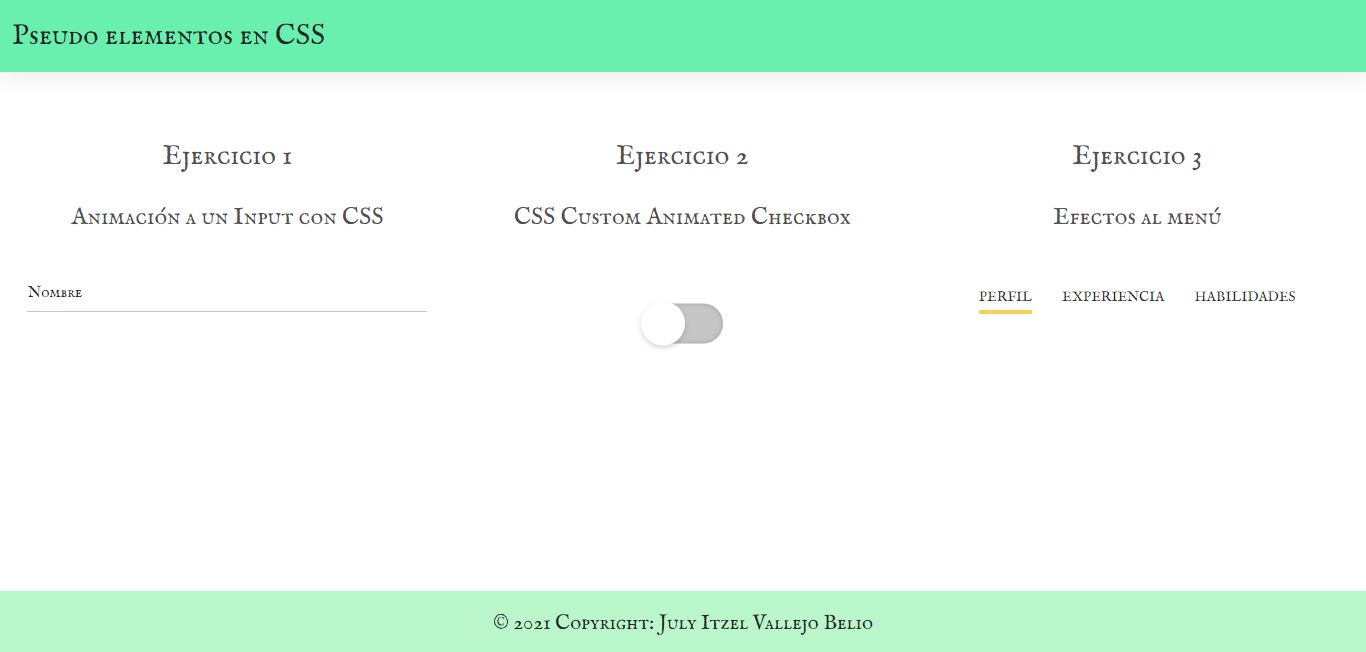 Pseudo elementos en CSS
Ejercicio 1
Animación a un Input con CSS
Nombre
Ejercicio 2
CSS Custom Animated Checkbox
Ejercicio 3
Efectos al menú
PERFIL EXPERIENCIA HABILIDADES
© 2021 Copyright: July Itzel Vallejo Belio